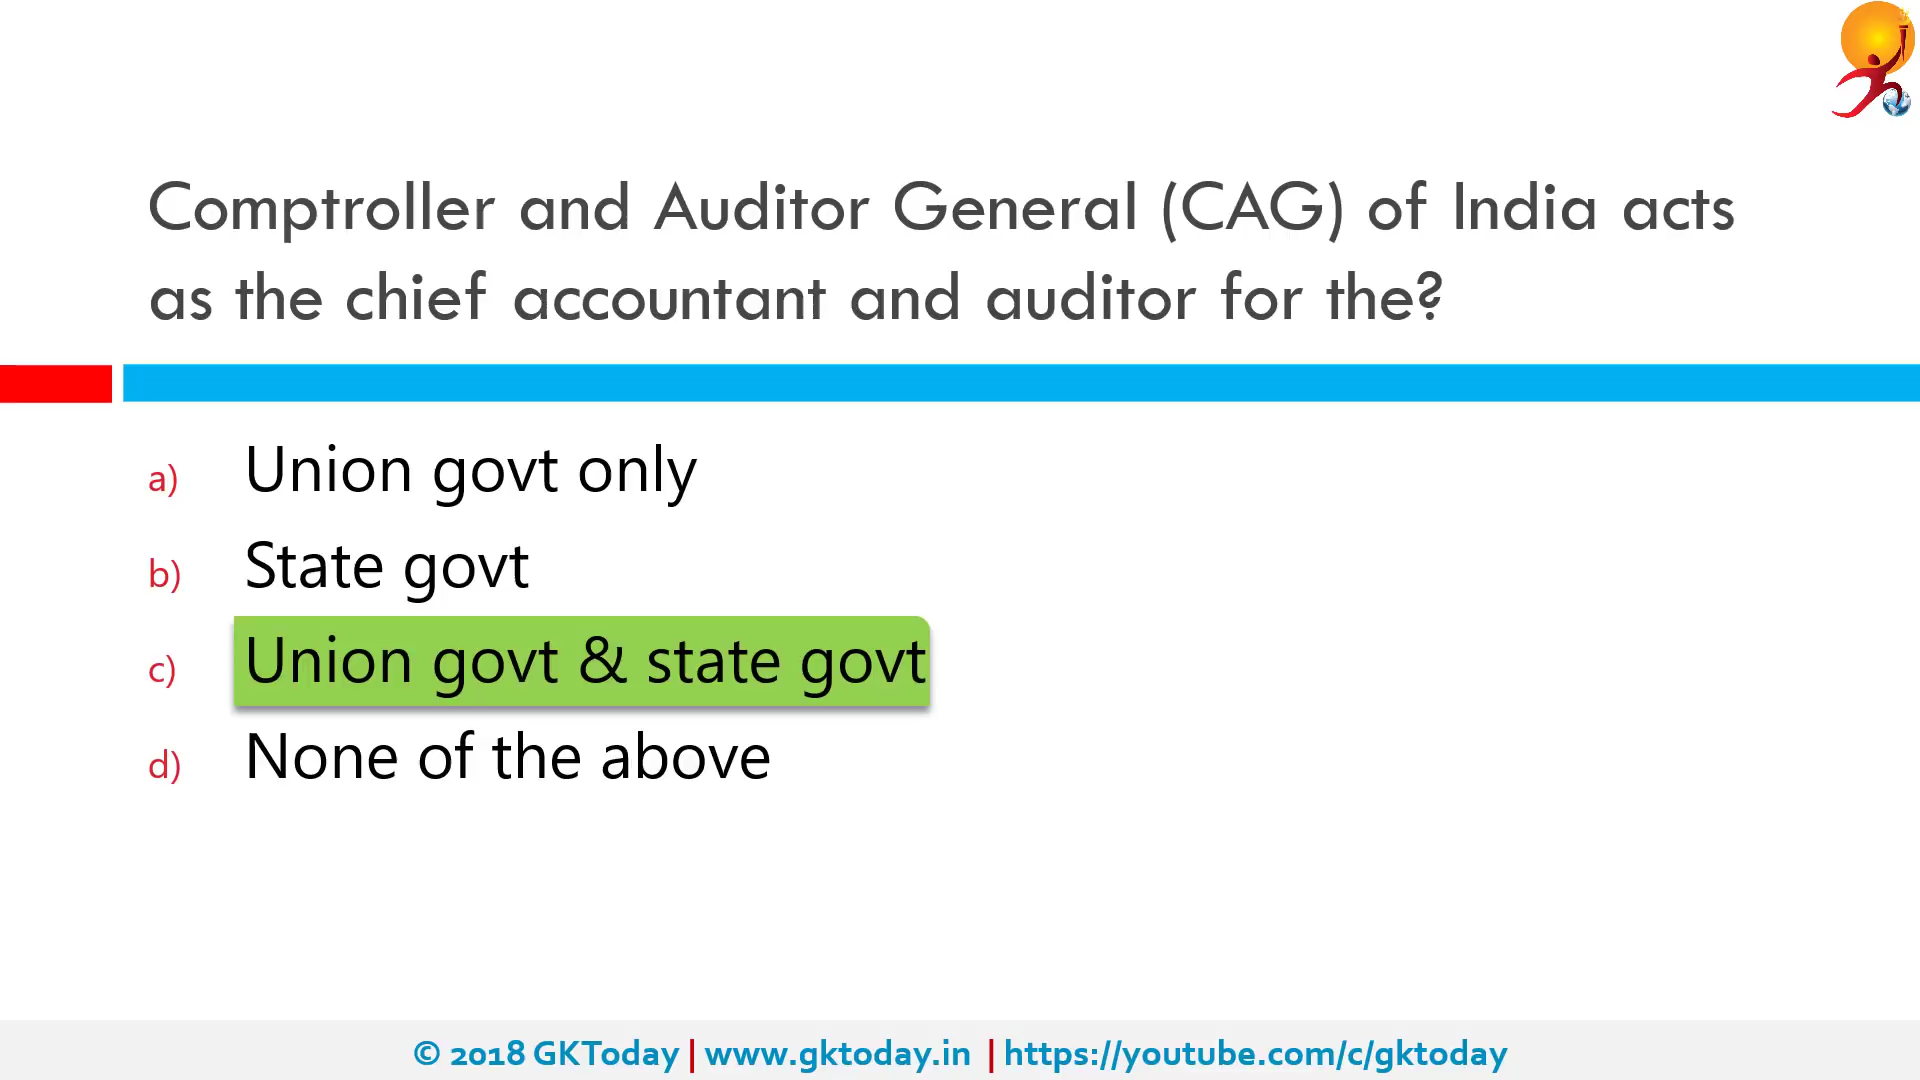 Comptroller and Auditor General (CAG) of India acts
as the chief accountant and auditor for the?
a) Union govt only
b) State govt
c) Union govt & state govt
d) None of the above
© 2018 GKToday | www.gktoday.in | https://youtube.com/c/gktoday